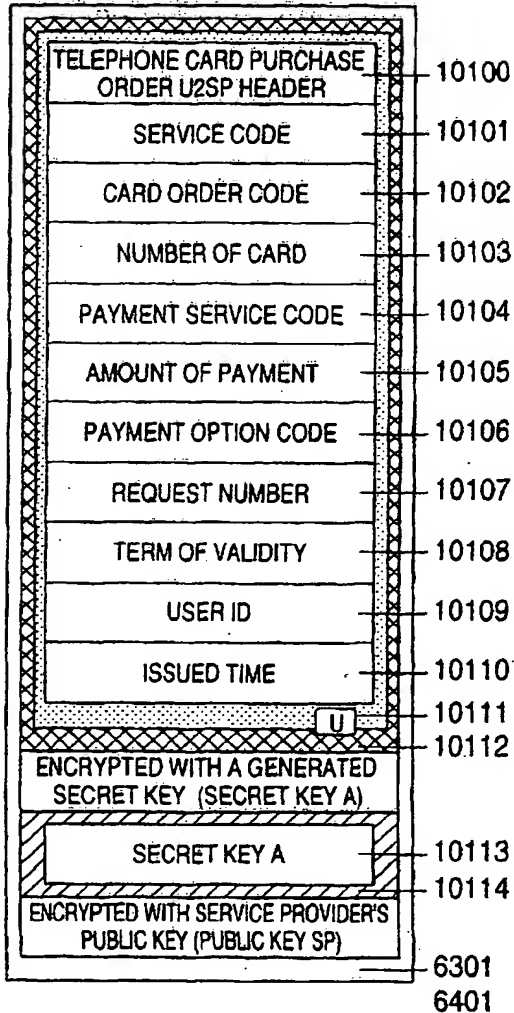 TELEPHONE CARD PURCHASE 10100
ORDER U2SP HEADER
SERVICE CODE 10101
CARD ORDER CODE 10102
NUMBER OF CARD 10103
PAYMENT SERVICE CODE 10104
AMOUNT OF PAYMENT 10105
PAYMENT OPTION CODE 10106
REQUEST NUMBER 10107
TERM OF VALIDITY 10108
USER ID 10109
ISSUED TIME 10110
U 10111
10112
ENCRYPTED WITH A GENERATED
SECRET KEY (SECRET KEY A)
SECRET KEY A 10113
10114
ENCRYPTED WITH SERVICE PROVIDER'S
PUBLIC KEY (PUBLIC KEY SP)
6301
6401